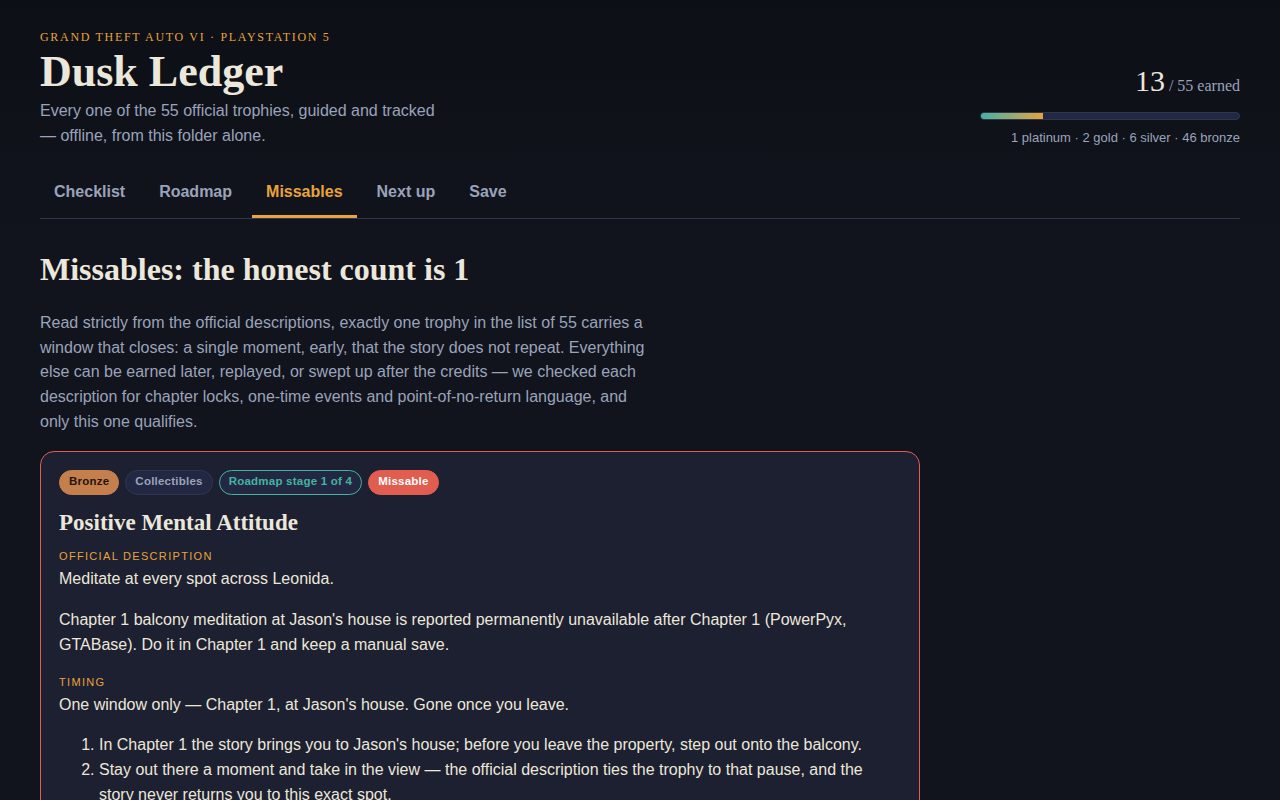 GRAND THEFT AUTO VI · PLAYSTATION 5
Dusk Ledger
Every one of the 55 official trophies, guided and tracked
— offline, from this folder alone.
13 / 55 earned
1 platinum · 2 gold · 6 silver · 46 bronze
Checklist Roadmap Missables Next up Save
Missables: the honest count is 1
Read strictly from the official descriptions, exactly one trophy in the list of 55 carries a
window that closes: a single moment, early, that the story does not repeat. Everything
else can be earned later, replayed, or swept up after the credits — we checked each
description for chapter locks, one-time events and point-of-no-return language, and
only this one qualifies.
Bronze Collectibles Roadmap stage 1 of 4 Missable
Positive Mental Attitude
OFFICIAL DESCRIPTION
Meditate at every spot across Leonida.
Chapter 1 balcony meditation at Jason's house is reported permanently unavailable after Chapter 1 (PowerPyx,
GTABase). Do it in Chapter 1 and keep a manual save.
TIMING
One window only — Chapter 1, at Jason's house. Gone once you leave.
1. In Chapter 1 the story brings you to Jason's house; before you leave the property, step out onto the balcony.
2. Stay out there a moment and take in the view — the official description ties the trophy to that pause, and the
story never returns you to this exact spot.